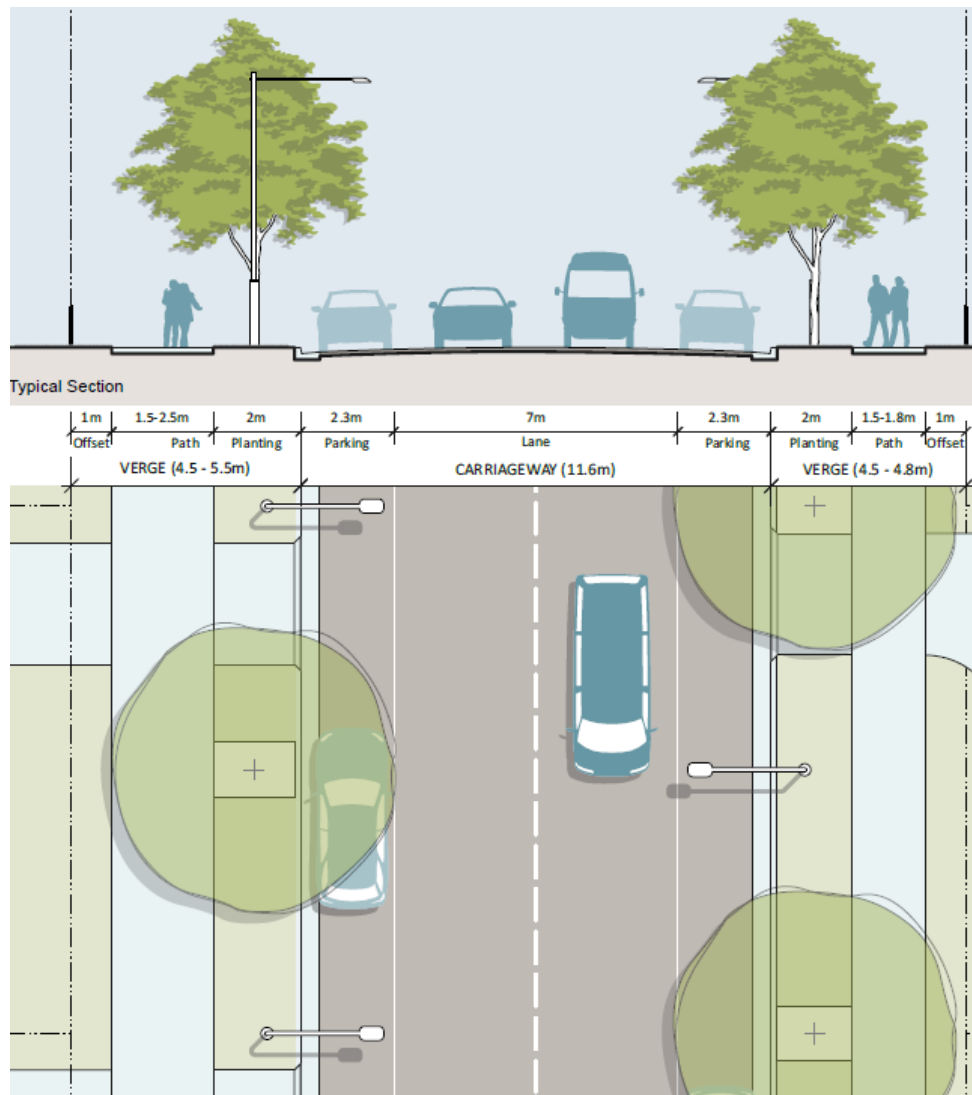 Typical Section
1m 1.5-2.5m 2m 2.3m 7m 2.3m 2m 1.5-1.8m 1m
Offset Path Planting Parking Lane Parking Planting Path Offset
VERGE (4.5 - 5.5m) CARRIAGEWAY (11.6m) VERGE (4.5 - 4.8m)